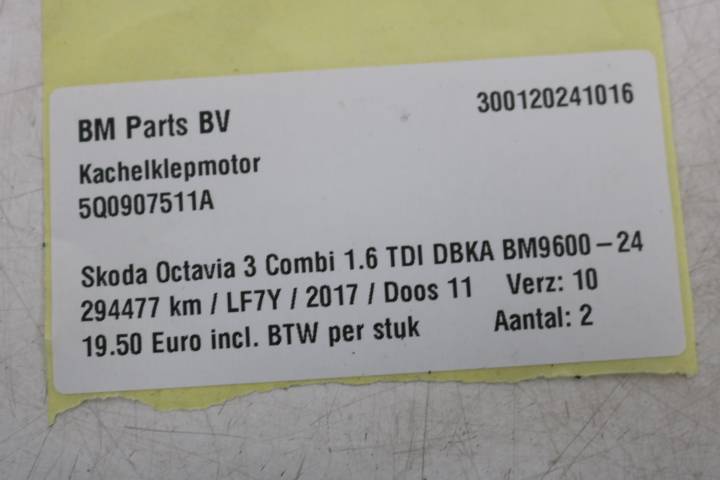 BM Parts BV 300120241016
Kachelklepmotor
5Q0907511A
Skoda Octavia 3 Combi 1.6 TDI DBKA BM9600-24
294477 km / LF7Y / 2017 / Doos 11 Verz: 10
19.50 Euro incl. BTW per stuk Aantal: 2